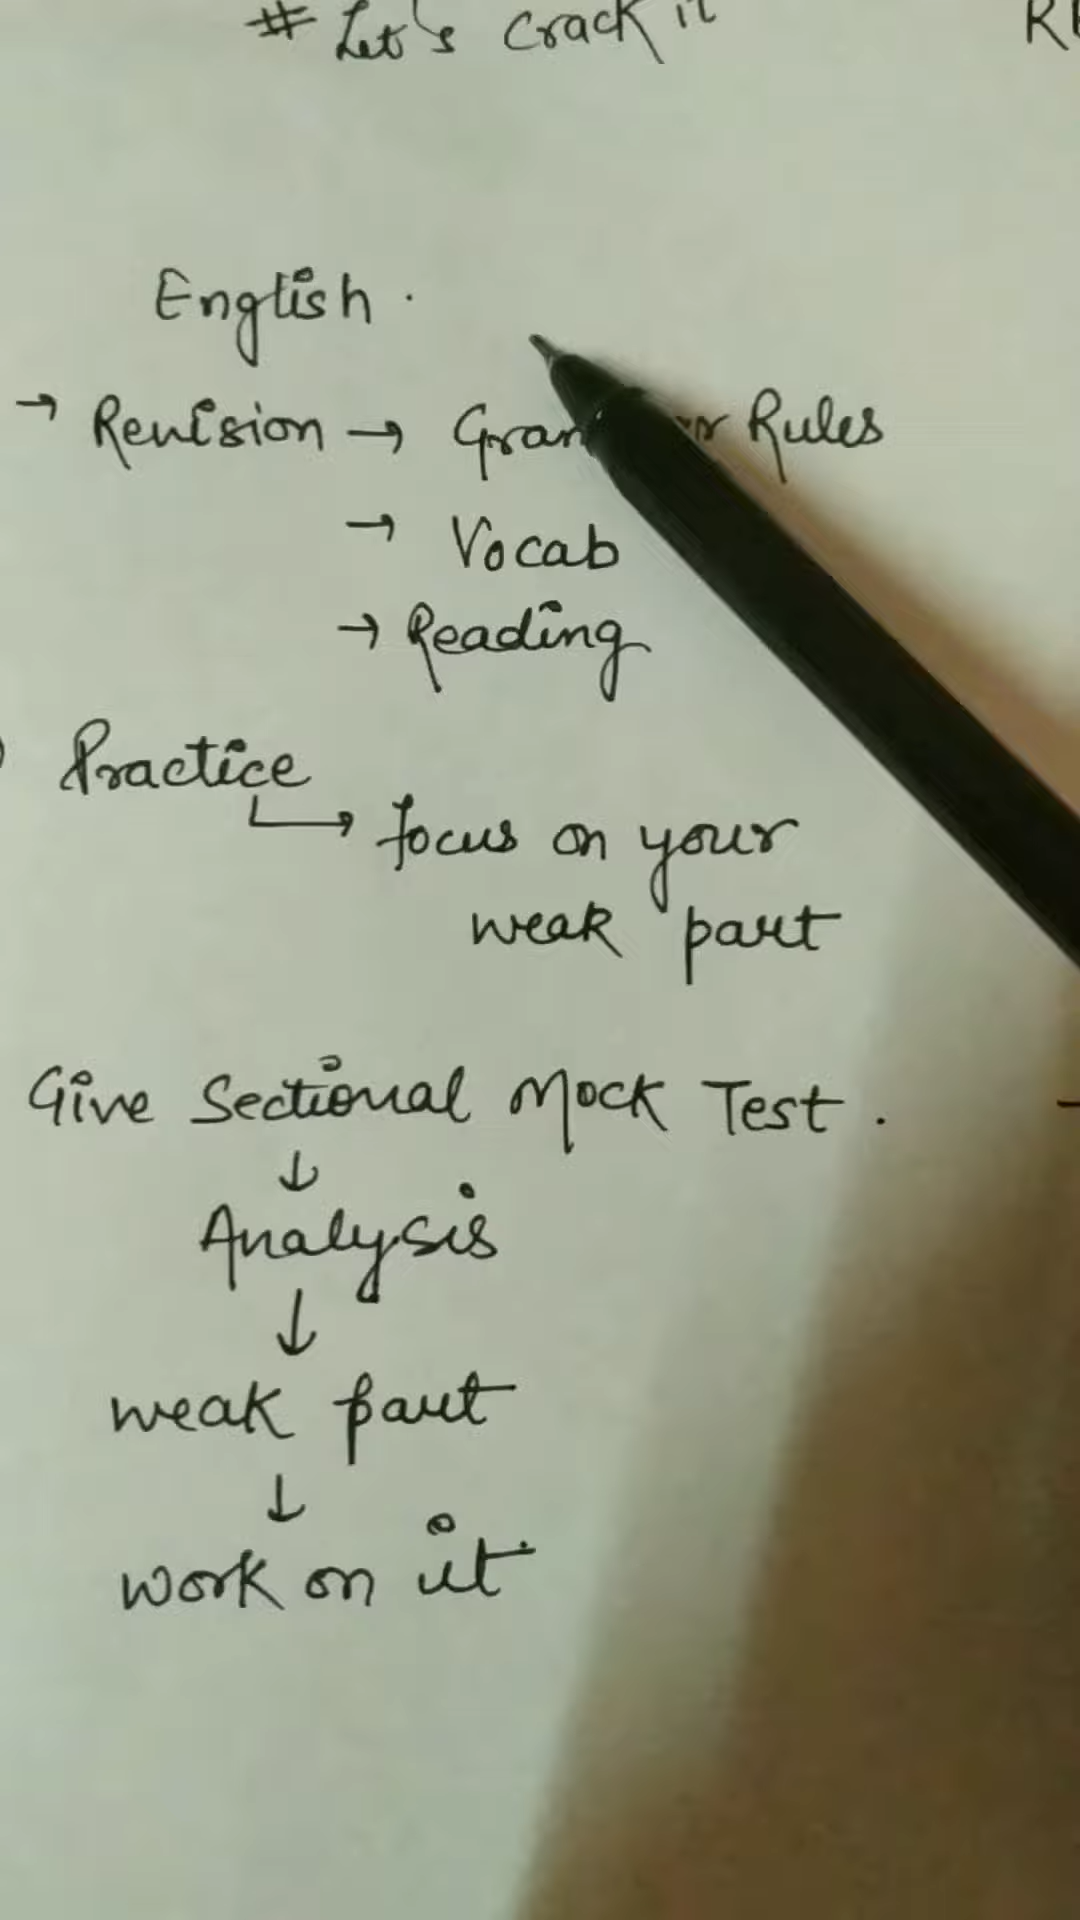 # Let's crack it
English .
→ Revision → Rules
→ Vocab
→ Reading
Practice
↳ focus on your
weak part
Give Sectional Mock Test .
↓
Analysis
↓
weak part
↓
work on it